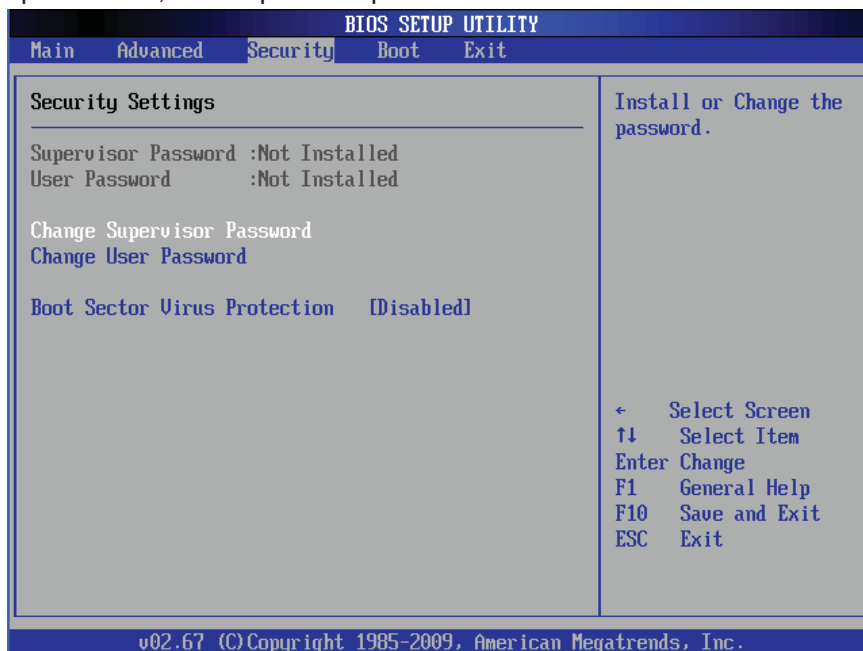 BIOS SETUP UTILITY
Main Advanced Security Boot Exit
Security Settings
Supervisor Password :Not Installed
User Password :Not Installed
Change Supervisor Password
Change User Password
Boot Sector Virus Protection [Disabled]
Install or Change the
password.
← Select Screen
↑↓ Select Item
Enter Change
F1 General Help
F10 Save and Exit
ESC Exit
v02.67 (C)Copyright 1985-2009, American Megatrends, Inc.